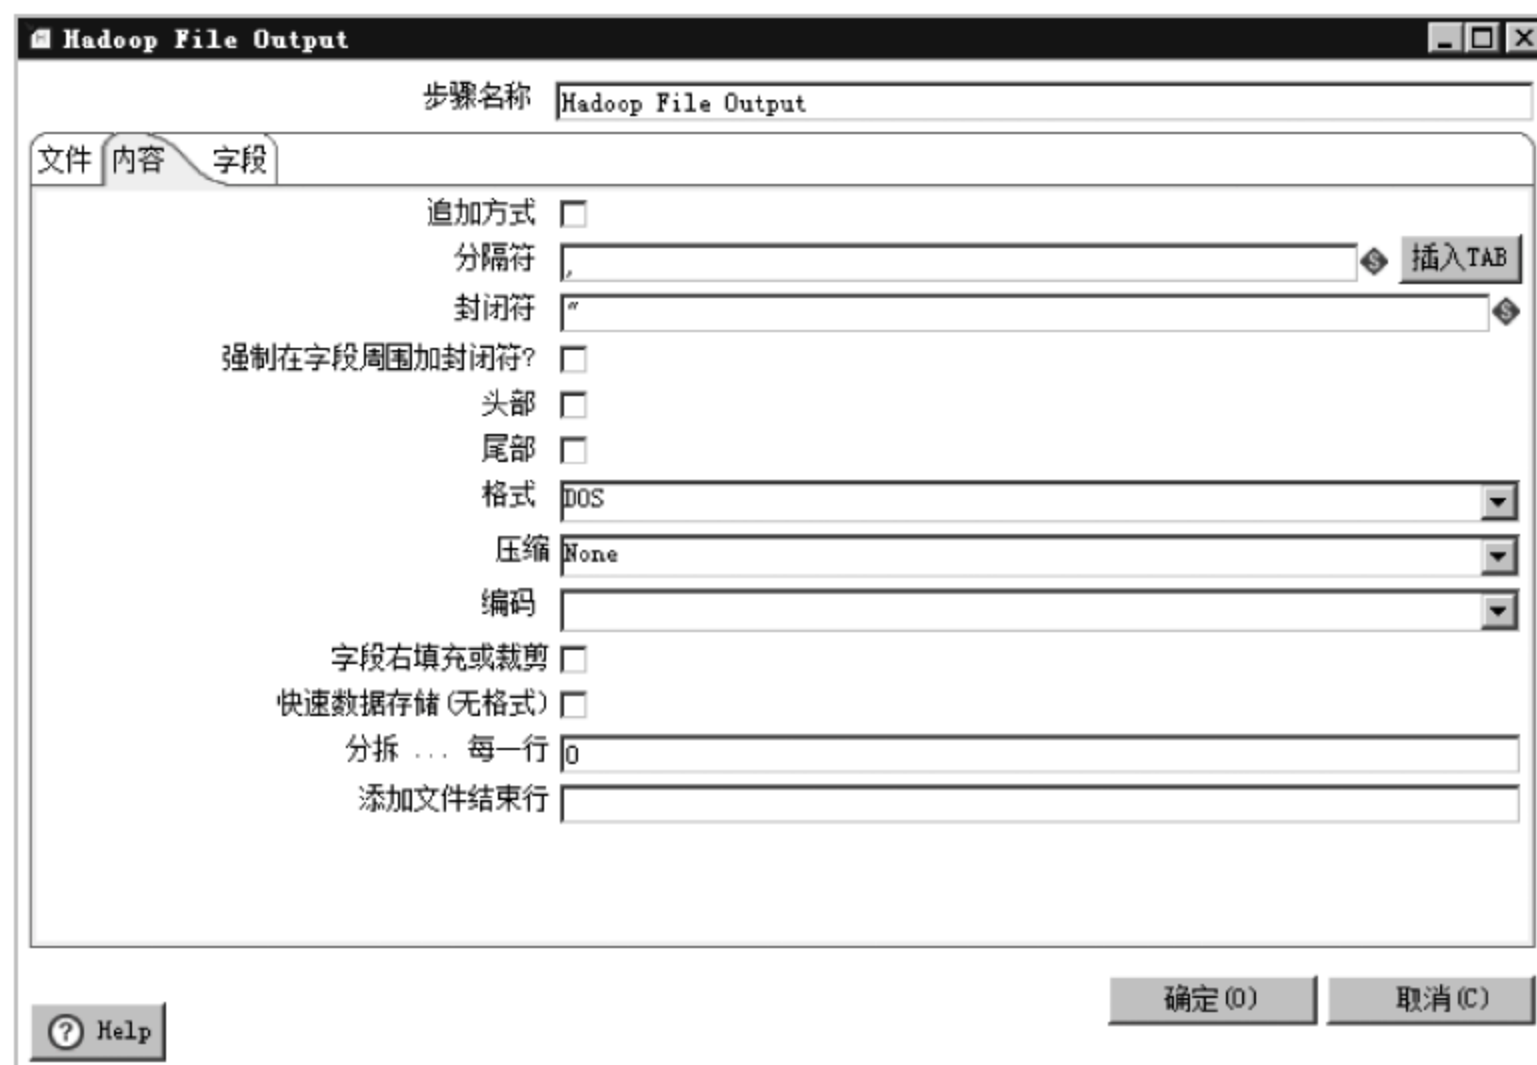 Hadoop File Output
步骤名称 Hadoop File Output
文件 内容 字段
追加方式
分隔符 , 插入TAB
封闭符 "
强制在字段周围加封闭符?
头部
尾部
格式 DOS
压缩 None
编码
字段右填充或裁剪
快速数据存储(无格式)
分拆 ... 每一行 0
添加文件结束行
确定(O) 取消(C)
Help